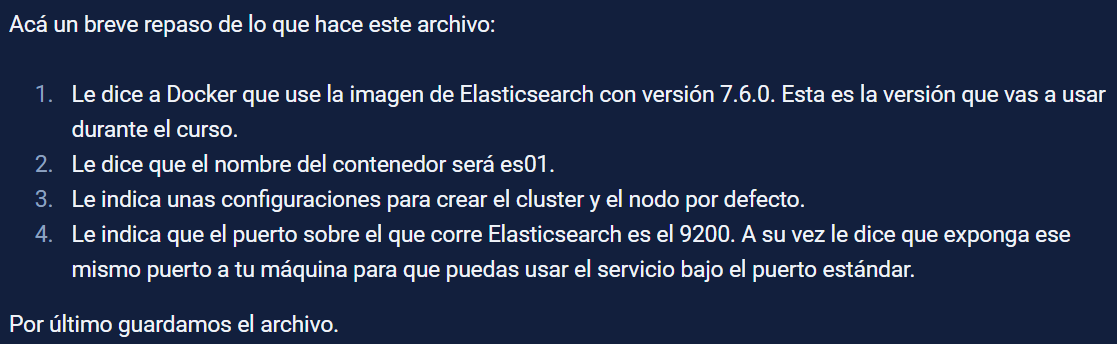 Acá un breve repaso de lo que hace este archivo:
1. Le dice a Docker que use la imagen de Elasticsearch con versión 7.6.0. Esta es la versión que vas a usar
durante el curso.
2. Le dice que el nombre del contenedor será es01.
3. Le indica unas configuraciones para crear el cluster y el nodo por defecto.
4. Le indica que el puerto sobre el que corre Elasticsearch es el 9200. A su vez le dice que exponga ese
mismo puerto a tu máquina para que puedas usar el servicio bajo el puerto estándar.
Por último guardamos el archivo.